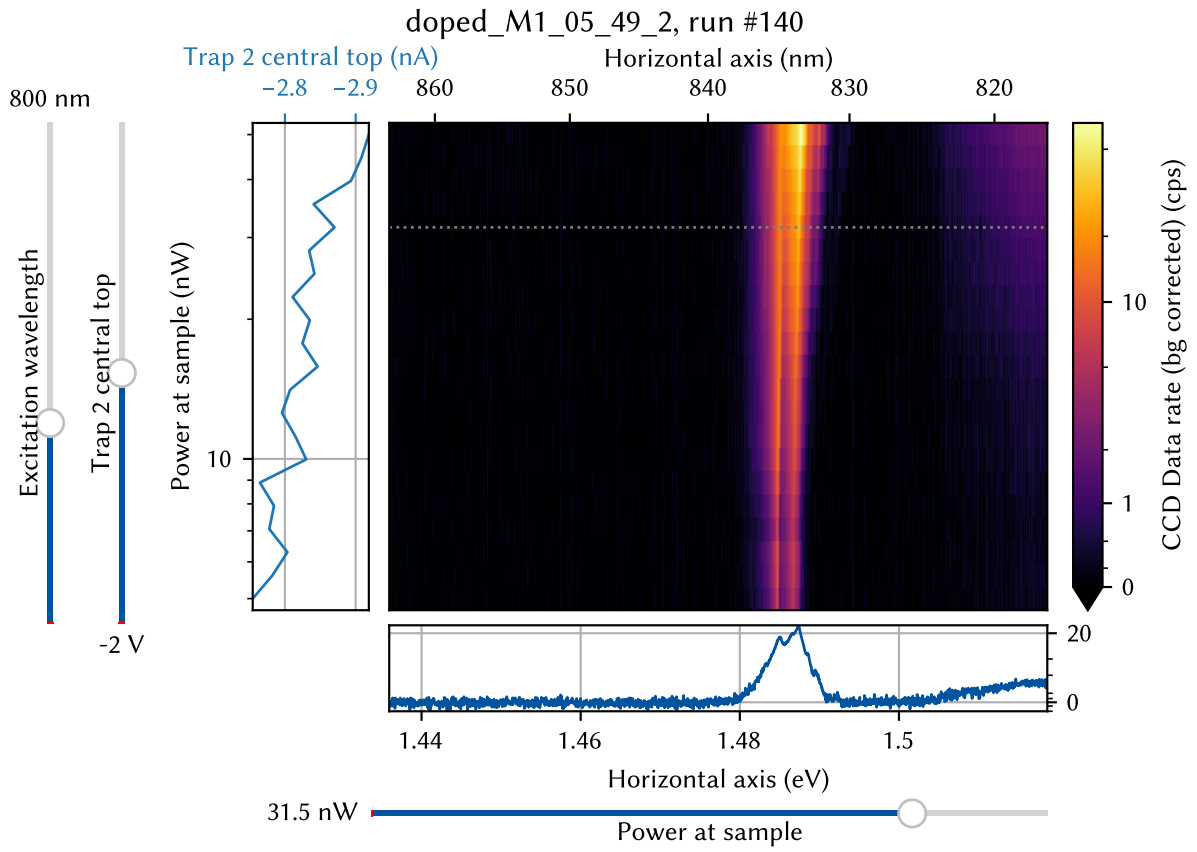 doped_M1_05_49_2, run #140
Trap 2 central top (nA)
Horizontal axis (nm)
−2.8 −2.9
860 850 840 830 820
800 nm
Excitation wavelength
Trap 2 central top
-2 V
Power at sample (nW)
10
10
1
0
CCD Data rate (bg corrected) (cps)
20
0
1.44 1.46 1.48 1.5
Horizontal axis (eV)
31.5 nW
Power at sample